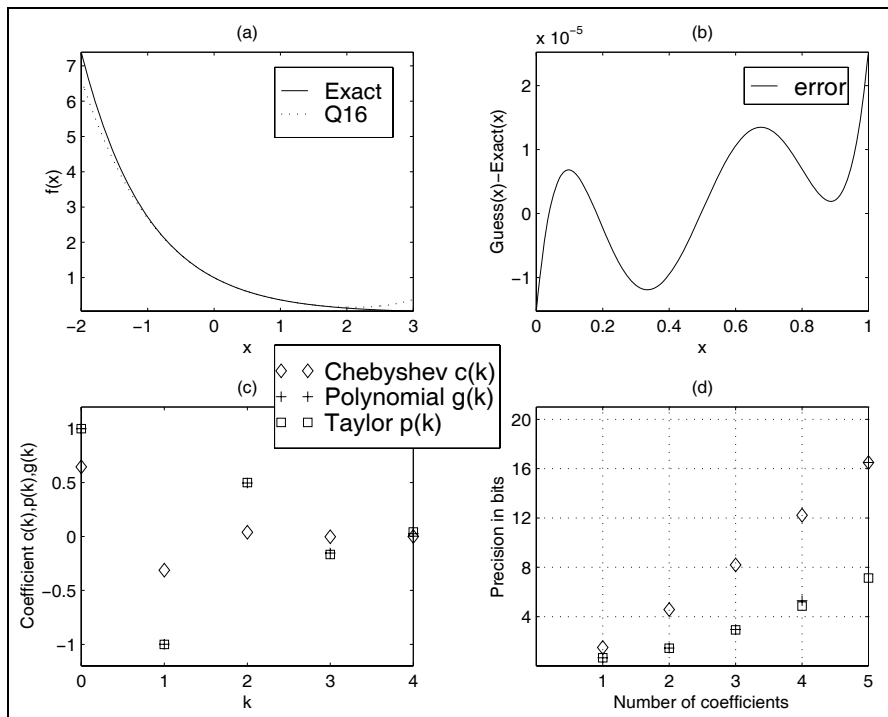 (a)
f(x)
7
6
5
4
3
2
1
Exact
Q16
−2 −1 0 1 2 3
x
(b)
x 10^−5
Guess(x)−Exact(x)
2
1
0
−1
error
0 0.2 0.4 0.6 0.8 1
x
Chebyshev c(k)
Polynomial g(k)
Taylor p(k)
(c)
Coefficient c(k),p(k),g(k)
1
0.5
0
−0.5
−1
0 1 2 3 4
k
(d)
Precision in bits
20
16
12
8
4
1 2 3 4 5
Number of coefficients